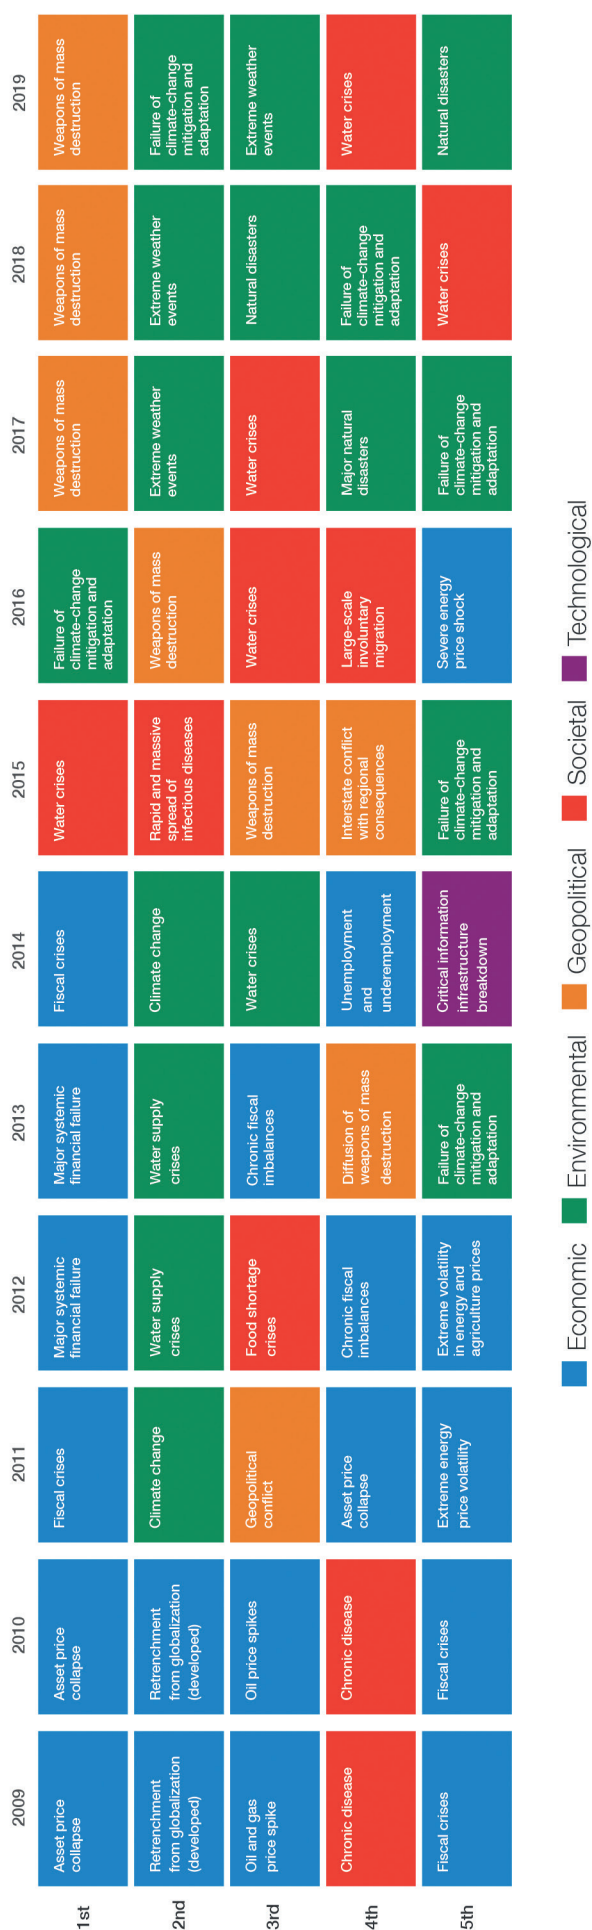 2009
2010
2011
2012
2013
2014
2015
2016
2017
2018
2019
1st
Asset price
collapse
Asset price
collapse
Fiscal crises
Major systemic
financial failure
Major systemic
financial failure
Fiscal crises
Water crises
Failure of
climate-change
mitigation and
adaptation
Weapons of mass
destruction
Weapons of mass
destruction
Weapons of mass
destruction
2nd
Retrenchment
from globalization
(developed)
Retrenchment
from globalization
(developed)
Climate change
Water supply
crises
Water supply
crises
Climate change
Rapid and massive
spread of
infectious diseases
Weapons of mass
destruction
Extreme weather
events
Extreme weather
events
Failure of
climate-change
mitigation and
adaptation
3rd
Oil and gas
price spike
Oil price spikes
Geopolitical
conflict
Food shortage
crises
Chronic fiscal
imbalances
Water crises
Weapons of mass
destruction
Water crises
Water crises
Natural disasters
Extreme weather
events
4th
Chronic disease
Chronic disease
Asset price
collapse
Chronic fiscal
imbalances
Diffusion of
weapons of mass
destruction
Unemployment
and
underemployment
Interstate conflict
with regional
consequences
Large-scale
involuntary
migration
Major natural
disasters
Failure of
climate-change
mitigation and
adaptation
Water crises
5th
Fiscal crises
Fiscal crises
Extreme energy
price volatility
Extreme volatility
in energy and
agriculture prices
Failure of
climate-change
mitigation and
adaptation
Critical information
infrastructure
breakdown
Failure of
climate-change
mitigation and
adaptation
Severe energy
price shock
Failure of
climate-change
mitigation and
adaptation
Water crises
Natural disasters
Economic
Environmental
Geopolitical
Societal
Technological